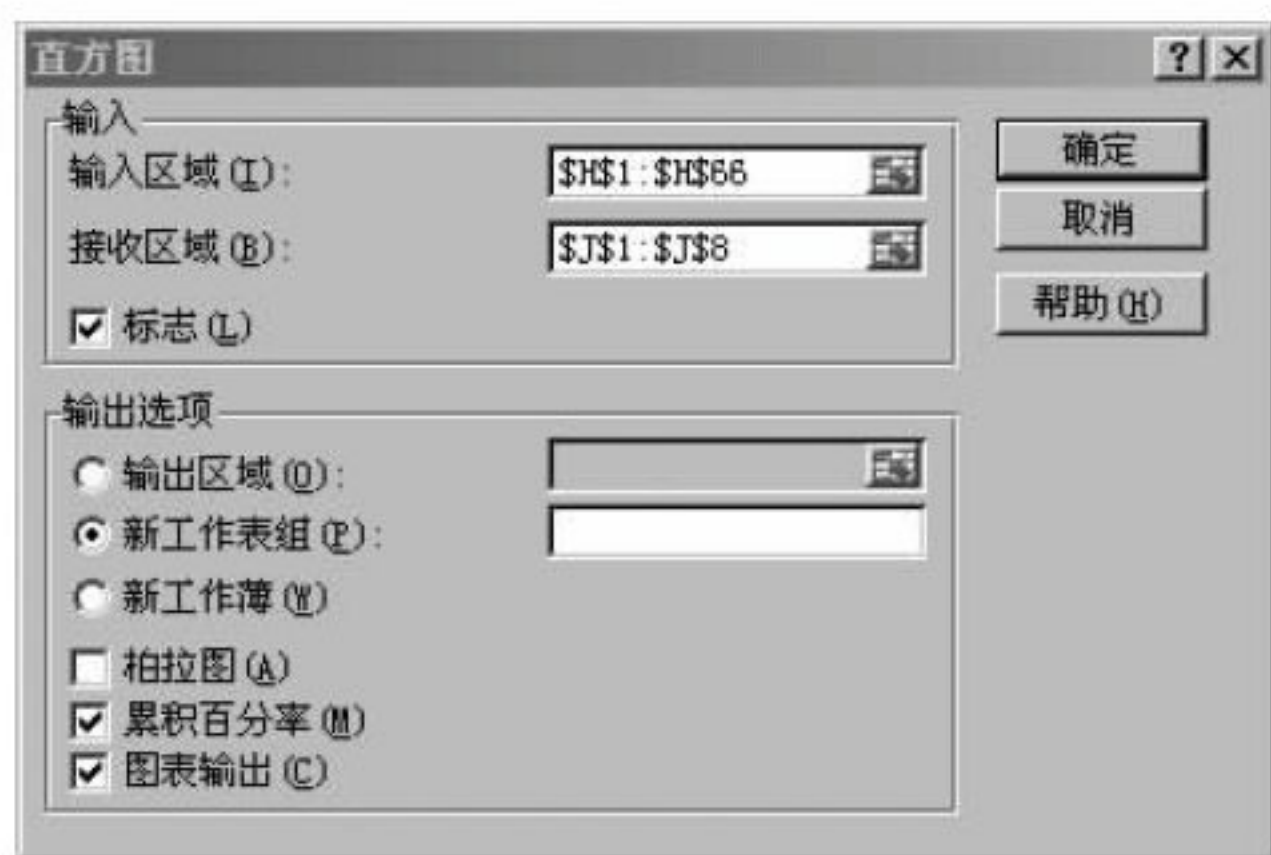 直方图
输入
输入区域(I):
$H$1:$H$66
接收区域(B):
$J$1:$J$8
标志(L)
确定
取消
帮助(H)
输出选项
输出区域(O):
新工作表组(P):
新工作薄(W)
柏拉图(A)
累积百分率(M)
图表输出(C)